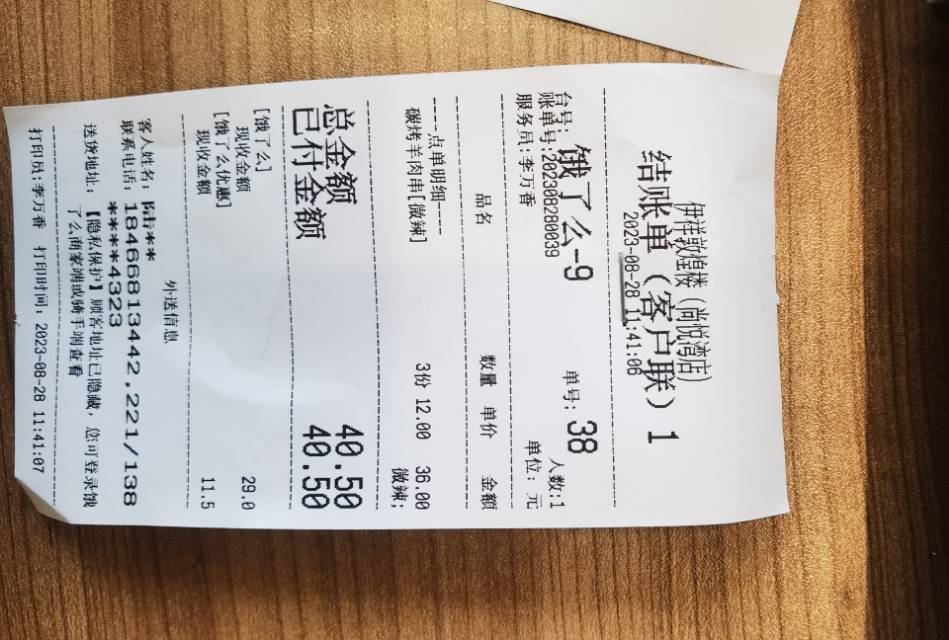 伊祥敦煌楼（尚悦湾店）
结账单（客户联）1
2023-08-28 11:41:06
台号：饿了么-9 单号：38 人数:1
账单号:202308280039
服务员:李万香 单位：元
品名 数量 单价 金额
----点单明细----
碳烤羊肉串[微辣] 3份 12.00 36.00
微辣;
总金额 40.50
已付金额 40.50
[饿了么]
现收金额 29.0
[饿了么优惠]
现收金额 11.5
外送信息
客人姓名：陆**
联系电话：18466813442,221/138
****4323
送货地址：【隐私保护】顾客地址已隐藏，您可登录饿
了么商家端或骑手端查看
打印员:李万香 打印时间：2023-08-28 11:41:07